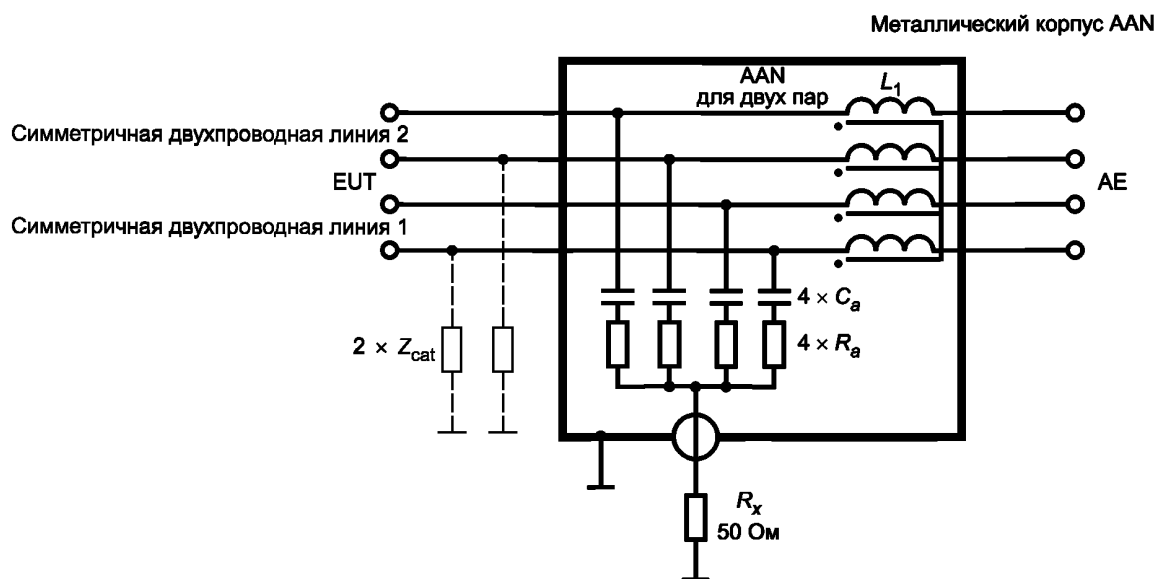 Металлический корпус AAN
AAN
для двух пар
L1
Симметричная двухпроводная линия 2
EUT
AE
Симметричная двухпроводная линия 1
4 × Ca
2 × Zcat
4 × Ra
Rx
50 Ом